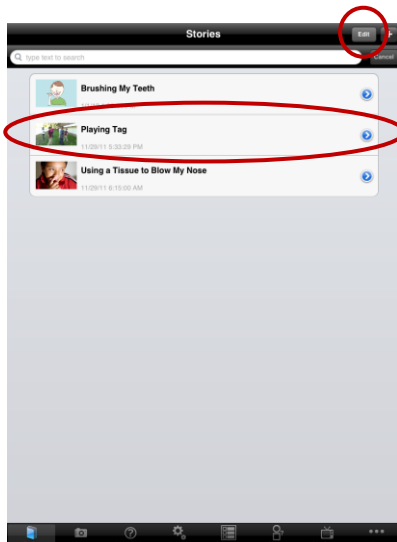 Stories
Edit
+
type text to search
Cancel
Brushing My Teeth
Playing Tag
11/29/11 5:33:29 PM
Using a Tissue to Blow My Nose
11/29/11 6:15:00 AM